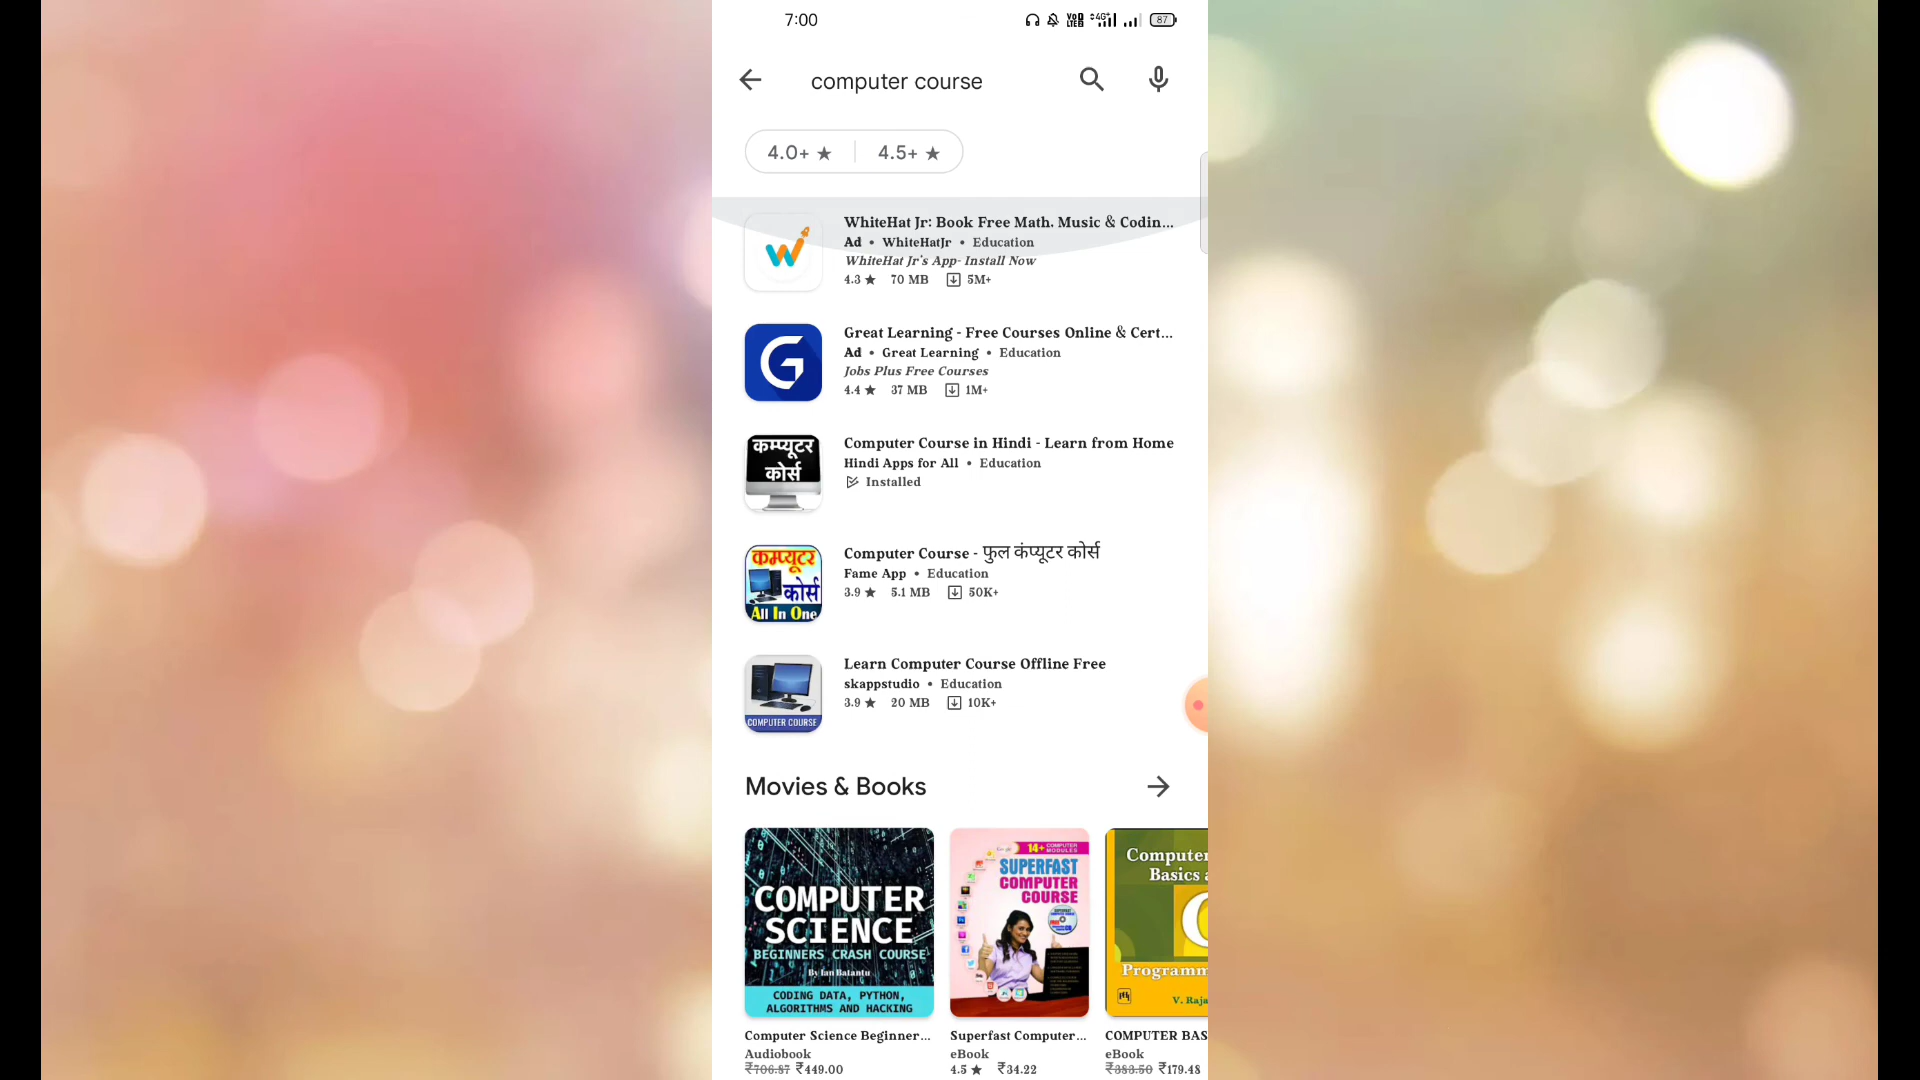 7:00
87
computer course
4.0+ ★ 4.5+ ★
WhiteHat Jr: Book Free Math, Music & Codin...
Ad • WhiteHatJr • Education
WhiteHat Jr's App- Install Now
4.3 ★ 70 MB 5M+
Great Learning - Free Courses Online & Cert...
Ad • Great Learning • Education
Jobs Plus Free Courses
4.4 ★ 37 MB 1M+
कम्प्यूटर
कोर्स
Computer Course in Hindi - Learn from Home
Hindi Apps for All • Education
Installed
कम्प्यूटर
कोर्स
All In One
Computer Course - फुल कंप्यूटर कोर्स
Fame App • Education
3.9 ★ 5.1 MB 50K+
COMPUTER COURSE
Learn Computer Course Offline Free
skappstudio • Education
3.9 ★ 20 MB 10K+
Movies & Books
COMPUTER
SCIENCE
BEGINNERS CRASH COURSE
By Ian Batantu
CODING DATA, PYTHON,
ALGORITHMS AND HACKING
Computer Science Beginner...
Audiobook
₹706.87 ₹449.00
14+ COMPUTER
MODULES
SUPERFAST
COMPUTER
COURSE
Superfast Computer...
eBook
4.5 ★ ₹34.22
Computer
Basics a
C
Programm
V. Raja
COMPUTER BAS
eBook
₹383.50 ₹179.48